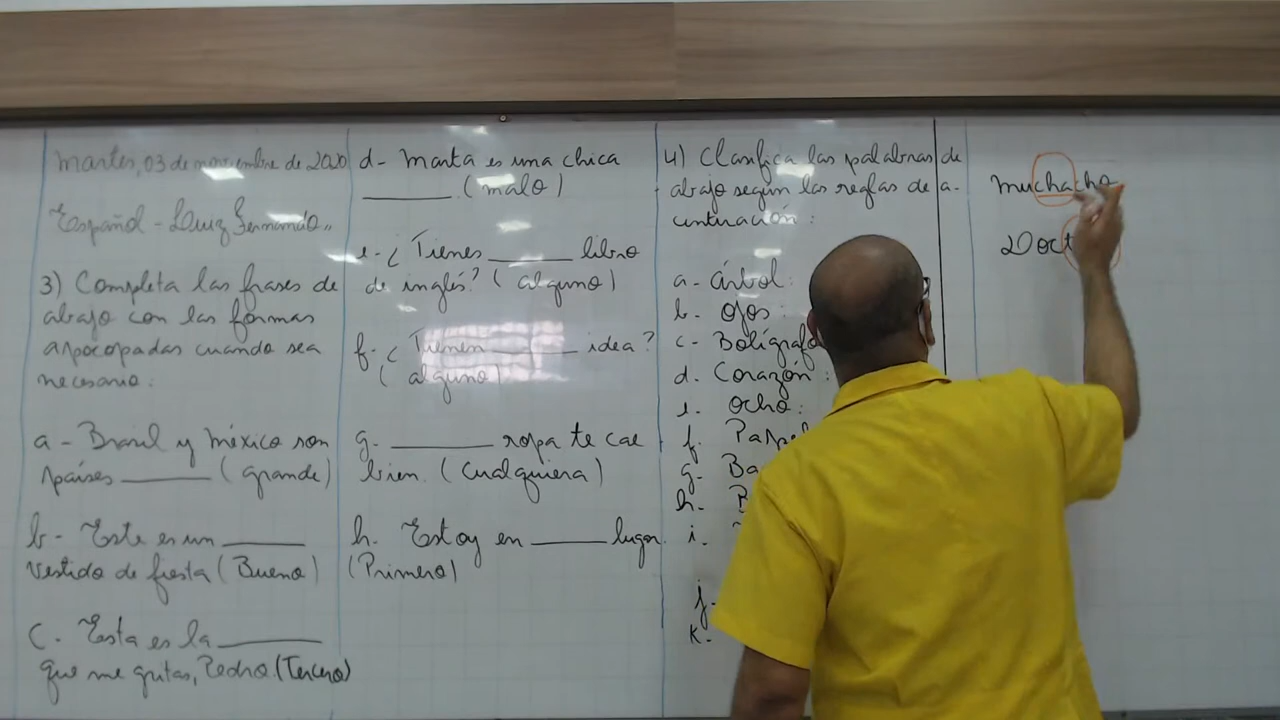 Martes, 03 de noviembre de 2020
Español - Luiz Fernando
3) Completa las frases de
abajo con las formas
apocopadas cuando sea
necesario:
a - Brasil y México son
países ______ (grande)
b - Este es un ______
vestido de fiesta (Bueno)
c. Esta es la ______
que me gritas, Pedro. (Tercero)
d - Marta es una chica
______. (malo)
e - ¿Tienes ______ libro
de inglés? (alguno)
f - ¿Tienen ______ idea?
(alguno)
g. ______ ropa te cae
bien. (Cualquiera)
h. Estoy en ______ lugar.
(Primero)
4) Clasifica las palabras de
abajo según las reglas de a-
centuación:
a - árbol:
b. ojos:
c - Bolígrafo
d. Corazón:
e. Ocho:
f.
g. Ba
h.
i.
j-
k.
muchacho
Doct